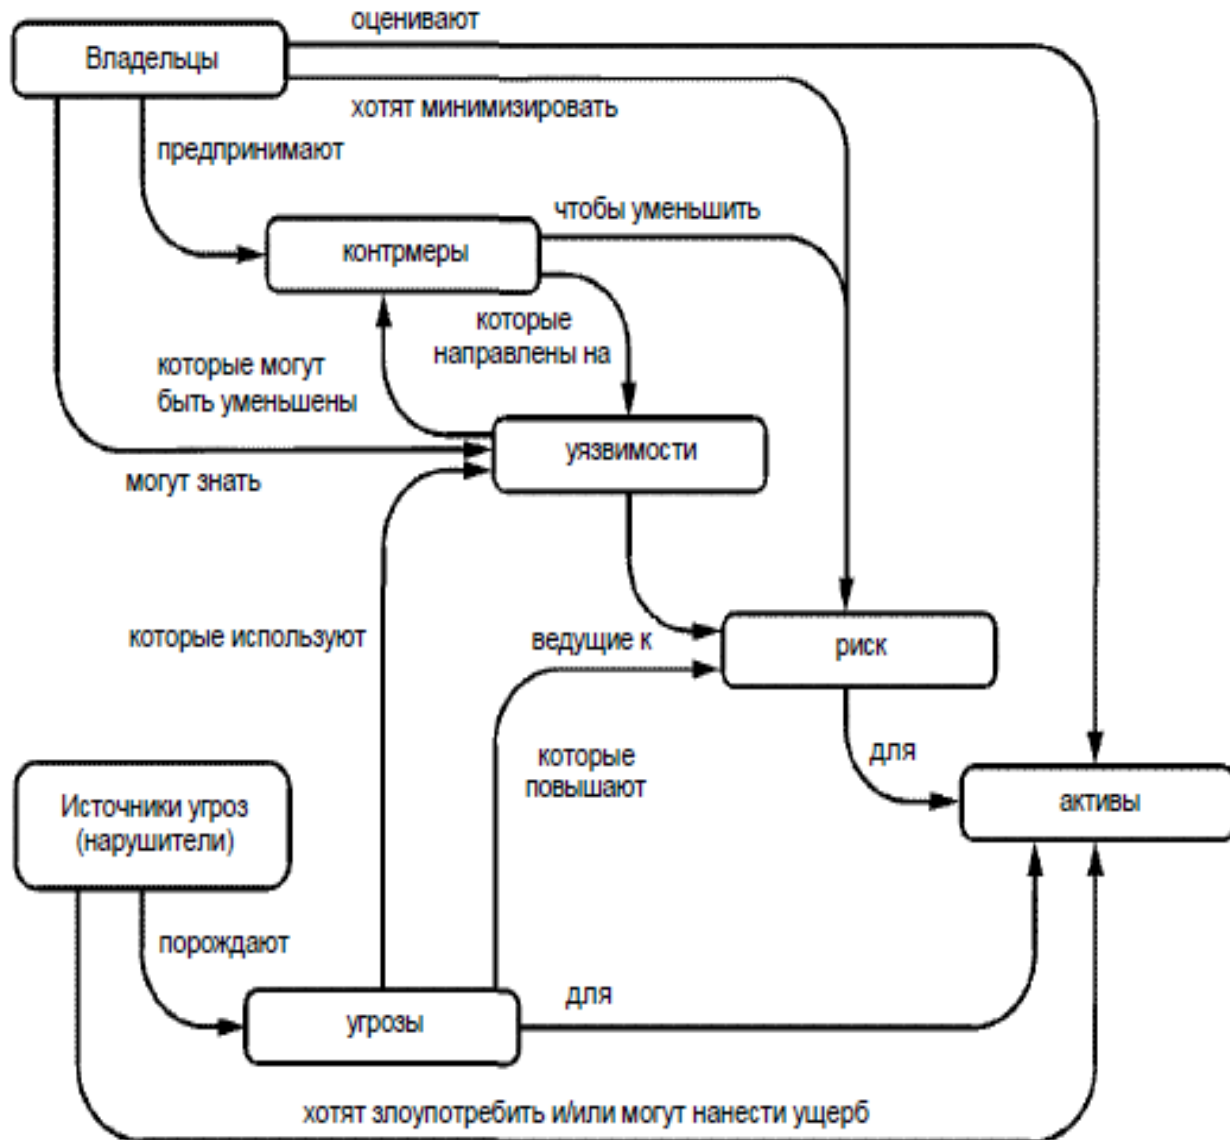 оценивают
Владельцы
хотят минимизировать
предпринимают
чтобы уменьшить
контрмеры
которые
направлены на
которые могут
быть уменьшены
уязвимости
могут знать
которые используют
ведущие к
риск
которые
повышают
для
Источники угроз
(нарушители)
активы
порождают
для
угрозы
хотят злоупотребить и/или могут нанести ущерб